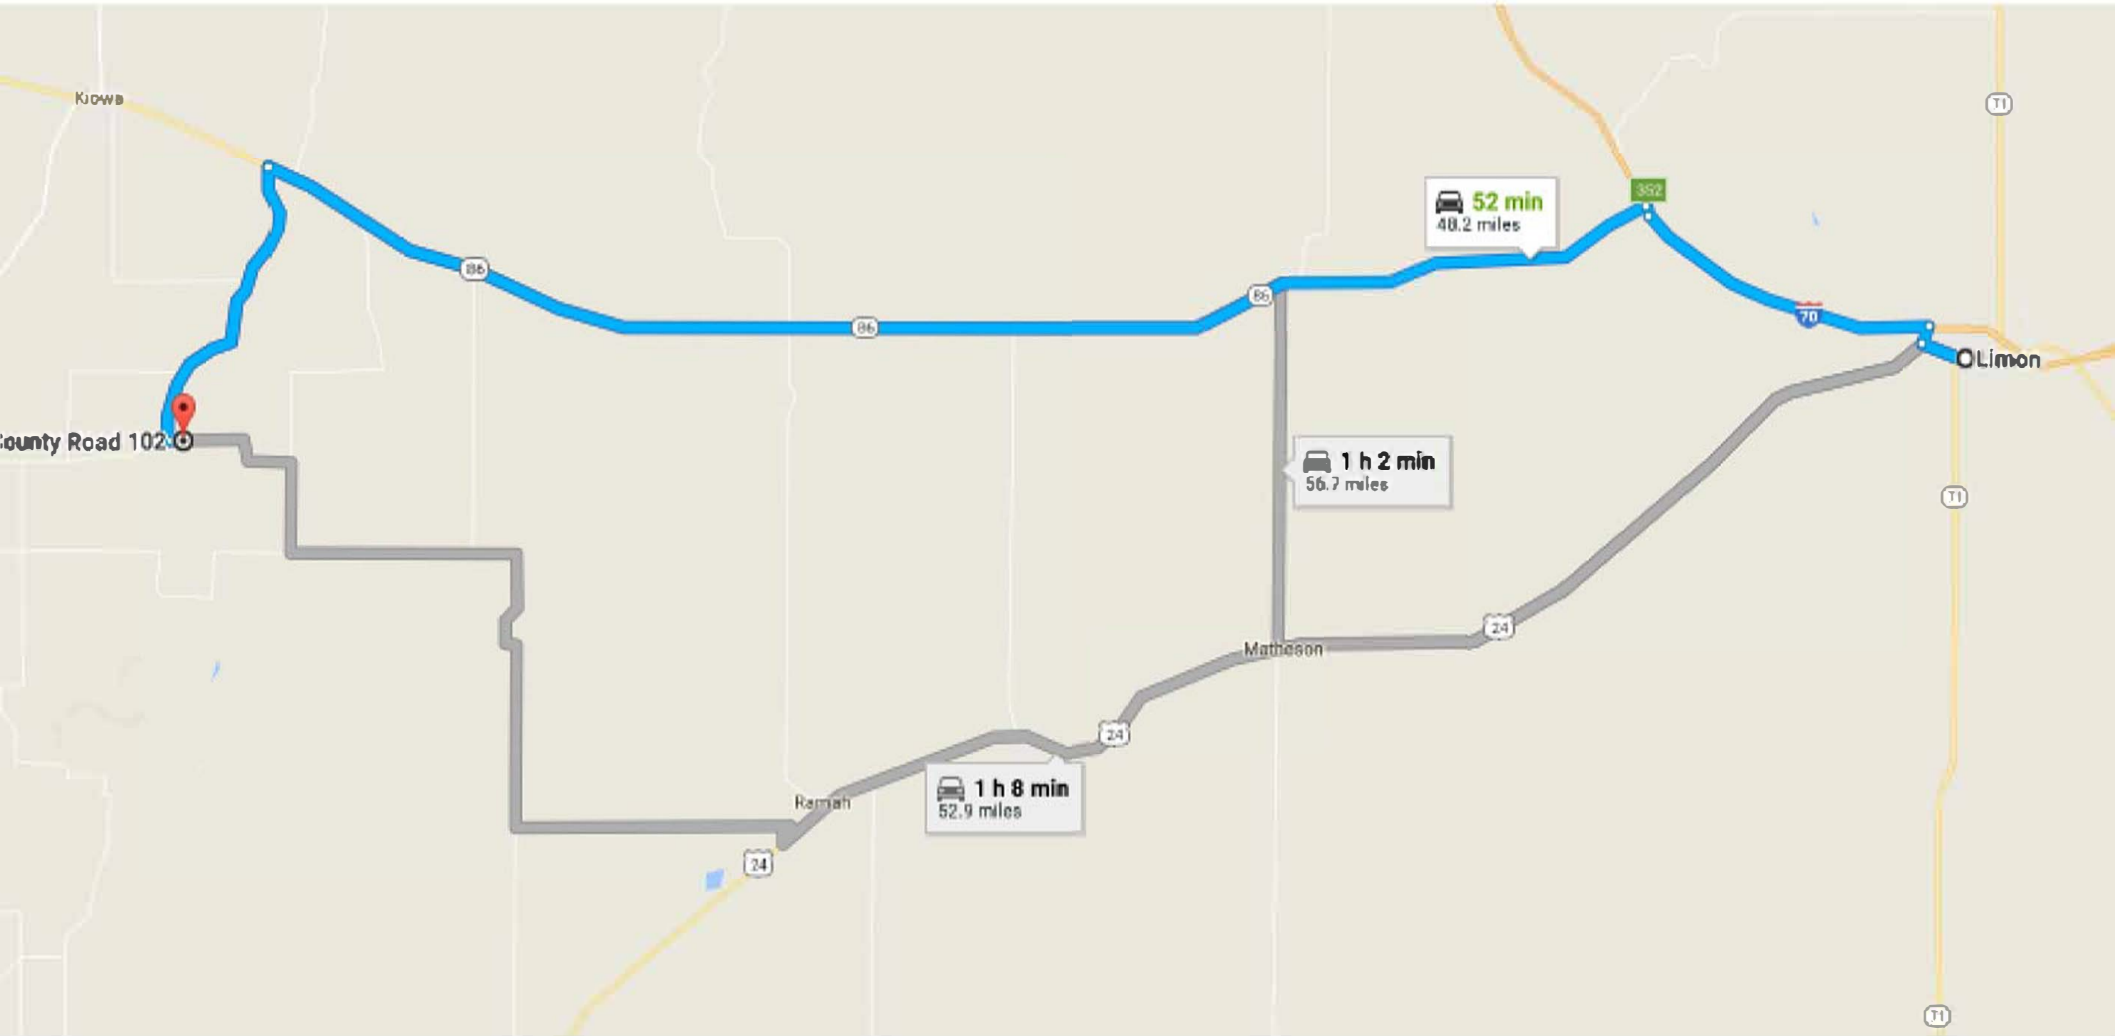 Kiowa
T1
352
52 min
48.2 miles
86
86
86
70
Limon
County Road 102
1 h 2 min
56.7 miles
T1
24
Matheson
24
1 h 8 min
52.9 miles
Ramah
24
T1